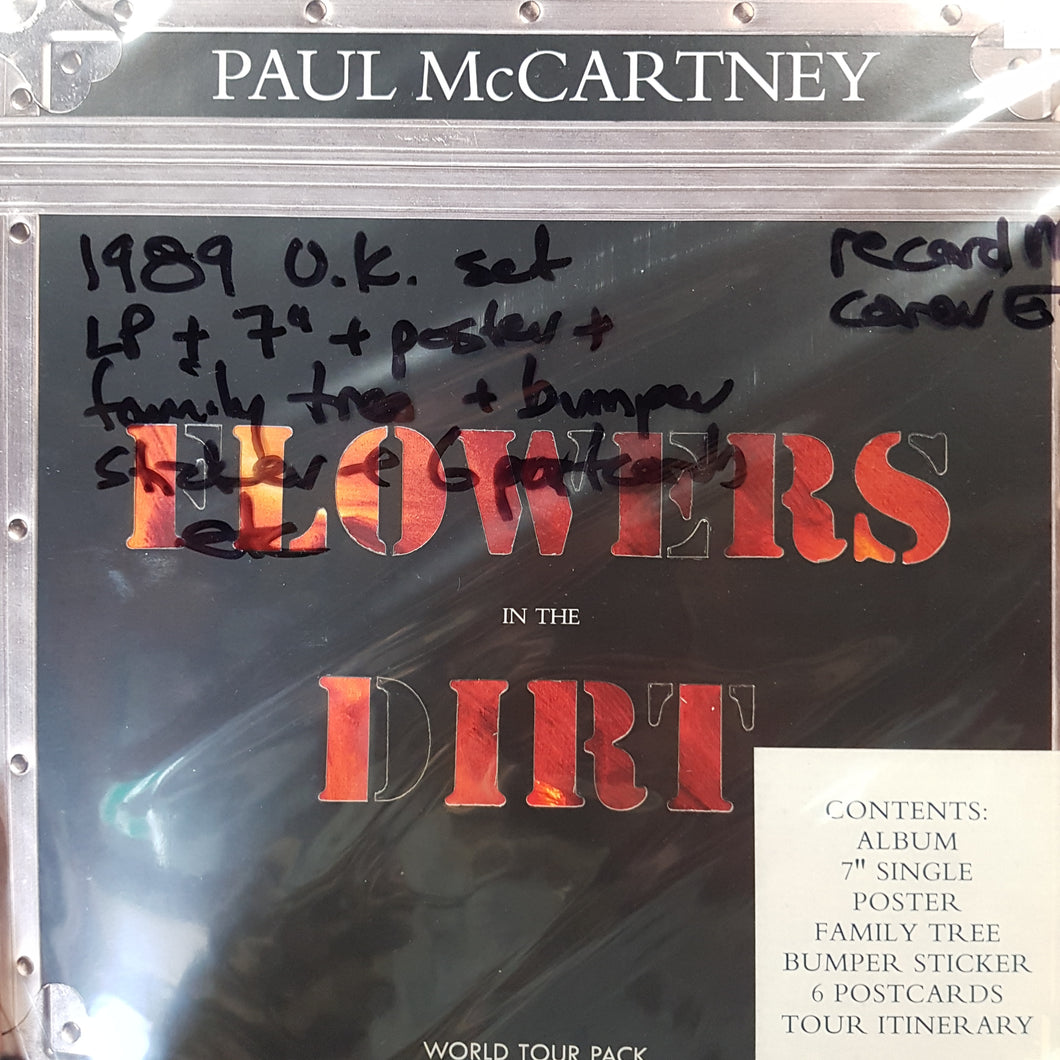 PAUL McCARTNEY
1989 U.K. set
LP + 7" + poster +
family tree + bumper
sticker + 6 postcards
etc
record M
cover E
FLOWERS
IN THE
DIRT
CONTENTS:
ALBUM
7" SINGLE
POSTER
FAMILY TREE
BUMPER STICKER
6 POSTCARDS
TOUR ITINERARY
WORLD TOUR PACK